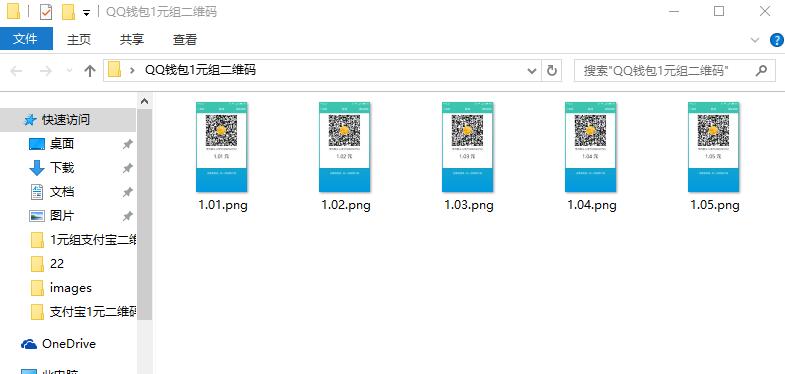 QQ钱包1元组二维码
文件 主页 共享 查看
QQ钱包1元组二维码
搜索"QQ钱包1元组二维码"
快速访问
桌面
下载
文档
图片
1元组支付宝二维
22
images
支付宝1元二维码
OneDrive
此电脑
1.01 元
1.02 元
1.03 元
1.04 元
1.05 元
1.01.png
1.02.png
1.03.png
1.04.png
1.05.png